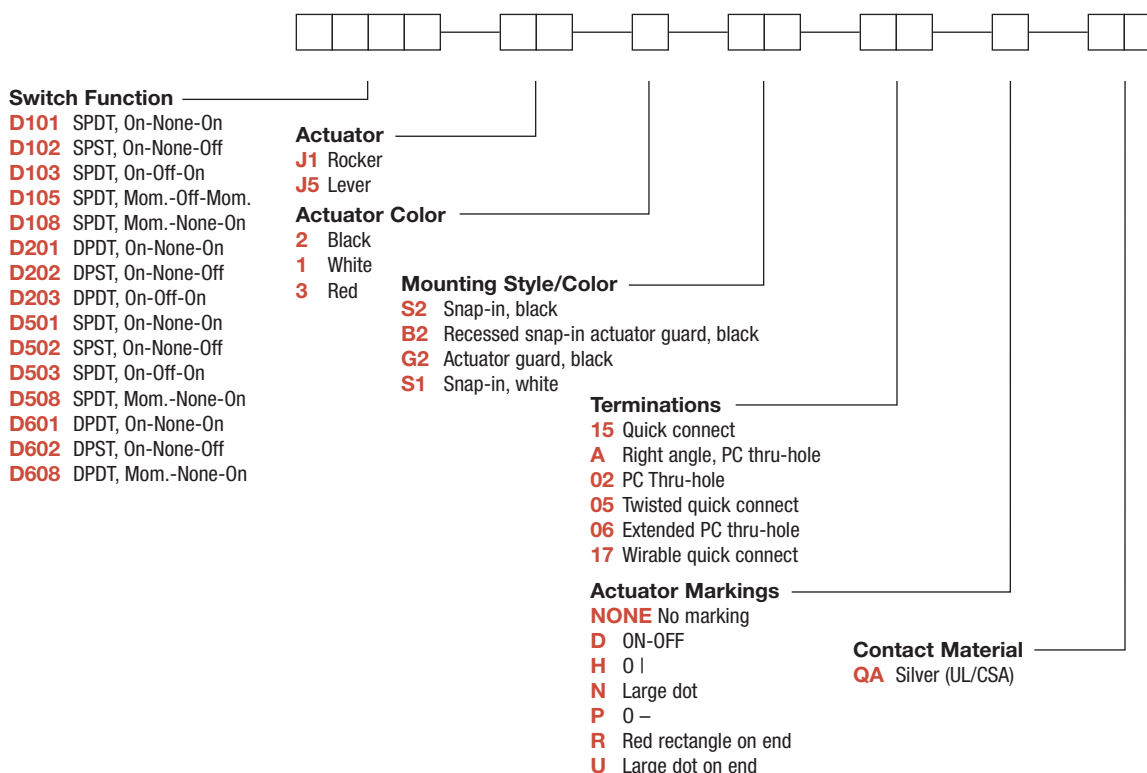 Switch Function
D101 SPDT, On-None-On
D102 SPST, On-None-Off
D103 SPDT, On-Off-On
D105 SPDT, Mom.-Off-Mom.
D108 SPDT, Mom.-None-On
D201 DPDT, On-None-On
D202 DPST, On-None-Off
D203 DPDT, On-Off-On
D501 SPDT, On-None-On
D502 SPST, On-None-Off
D503 SPDT, On-Off-On
D508 SPDT, Mom.-None-On
D601 DPDT, On-None-On
D602 DPST, On-None-Off
D608 DPDT, Mom.-None-On
Actuator
J1 Rocker
J5 Lever
Actuator Color
2 Black
1 White
3 Red
Mounting Style/Color
S2 Snap-in, black
B2 Recessed snap-in actuator guard, black
G2 Actuator guard, black
S1 Snap-in, white
Terminations
15 Quick connect
A Right angle, PC thru-hole
02 PC Thru-hole
05 Twisted quick connect
06 Extended PC thru-hole
17 Wirable quick connect
Actuator Markings
NONE No marking
D ON-OFF
H 0 |
N Large dot
P 0 –
R Red rectangle on end
U Large dot on end
Contact Material
QA Silver (UL/CSA)